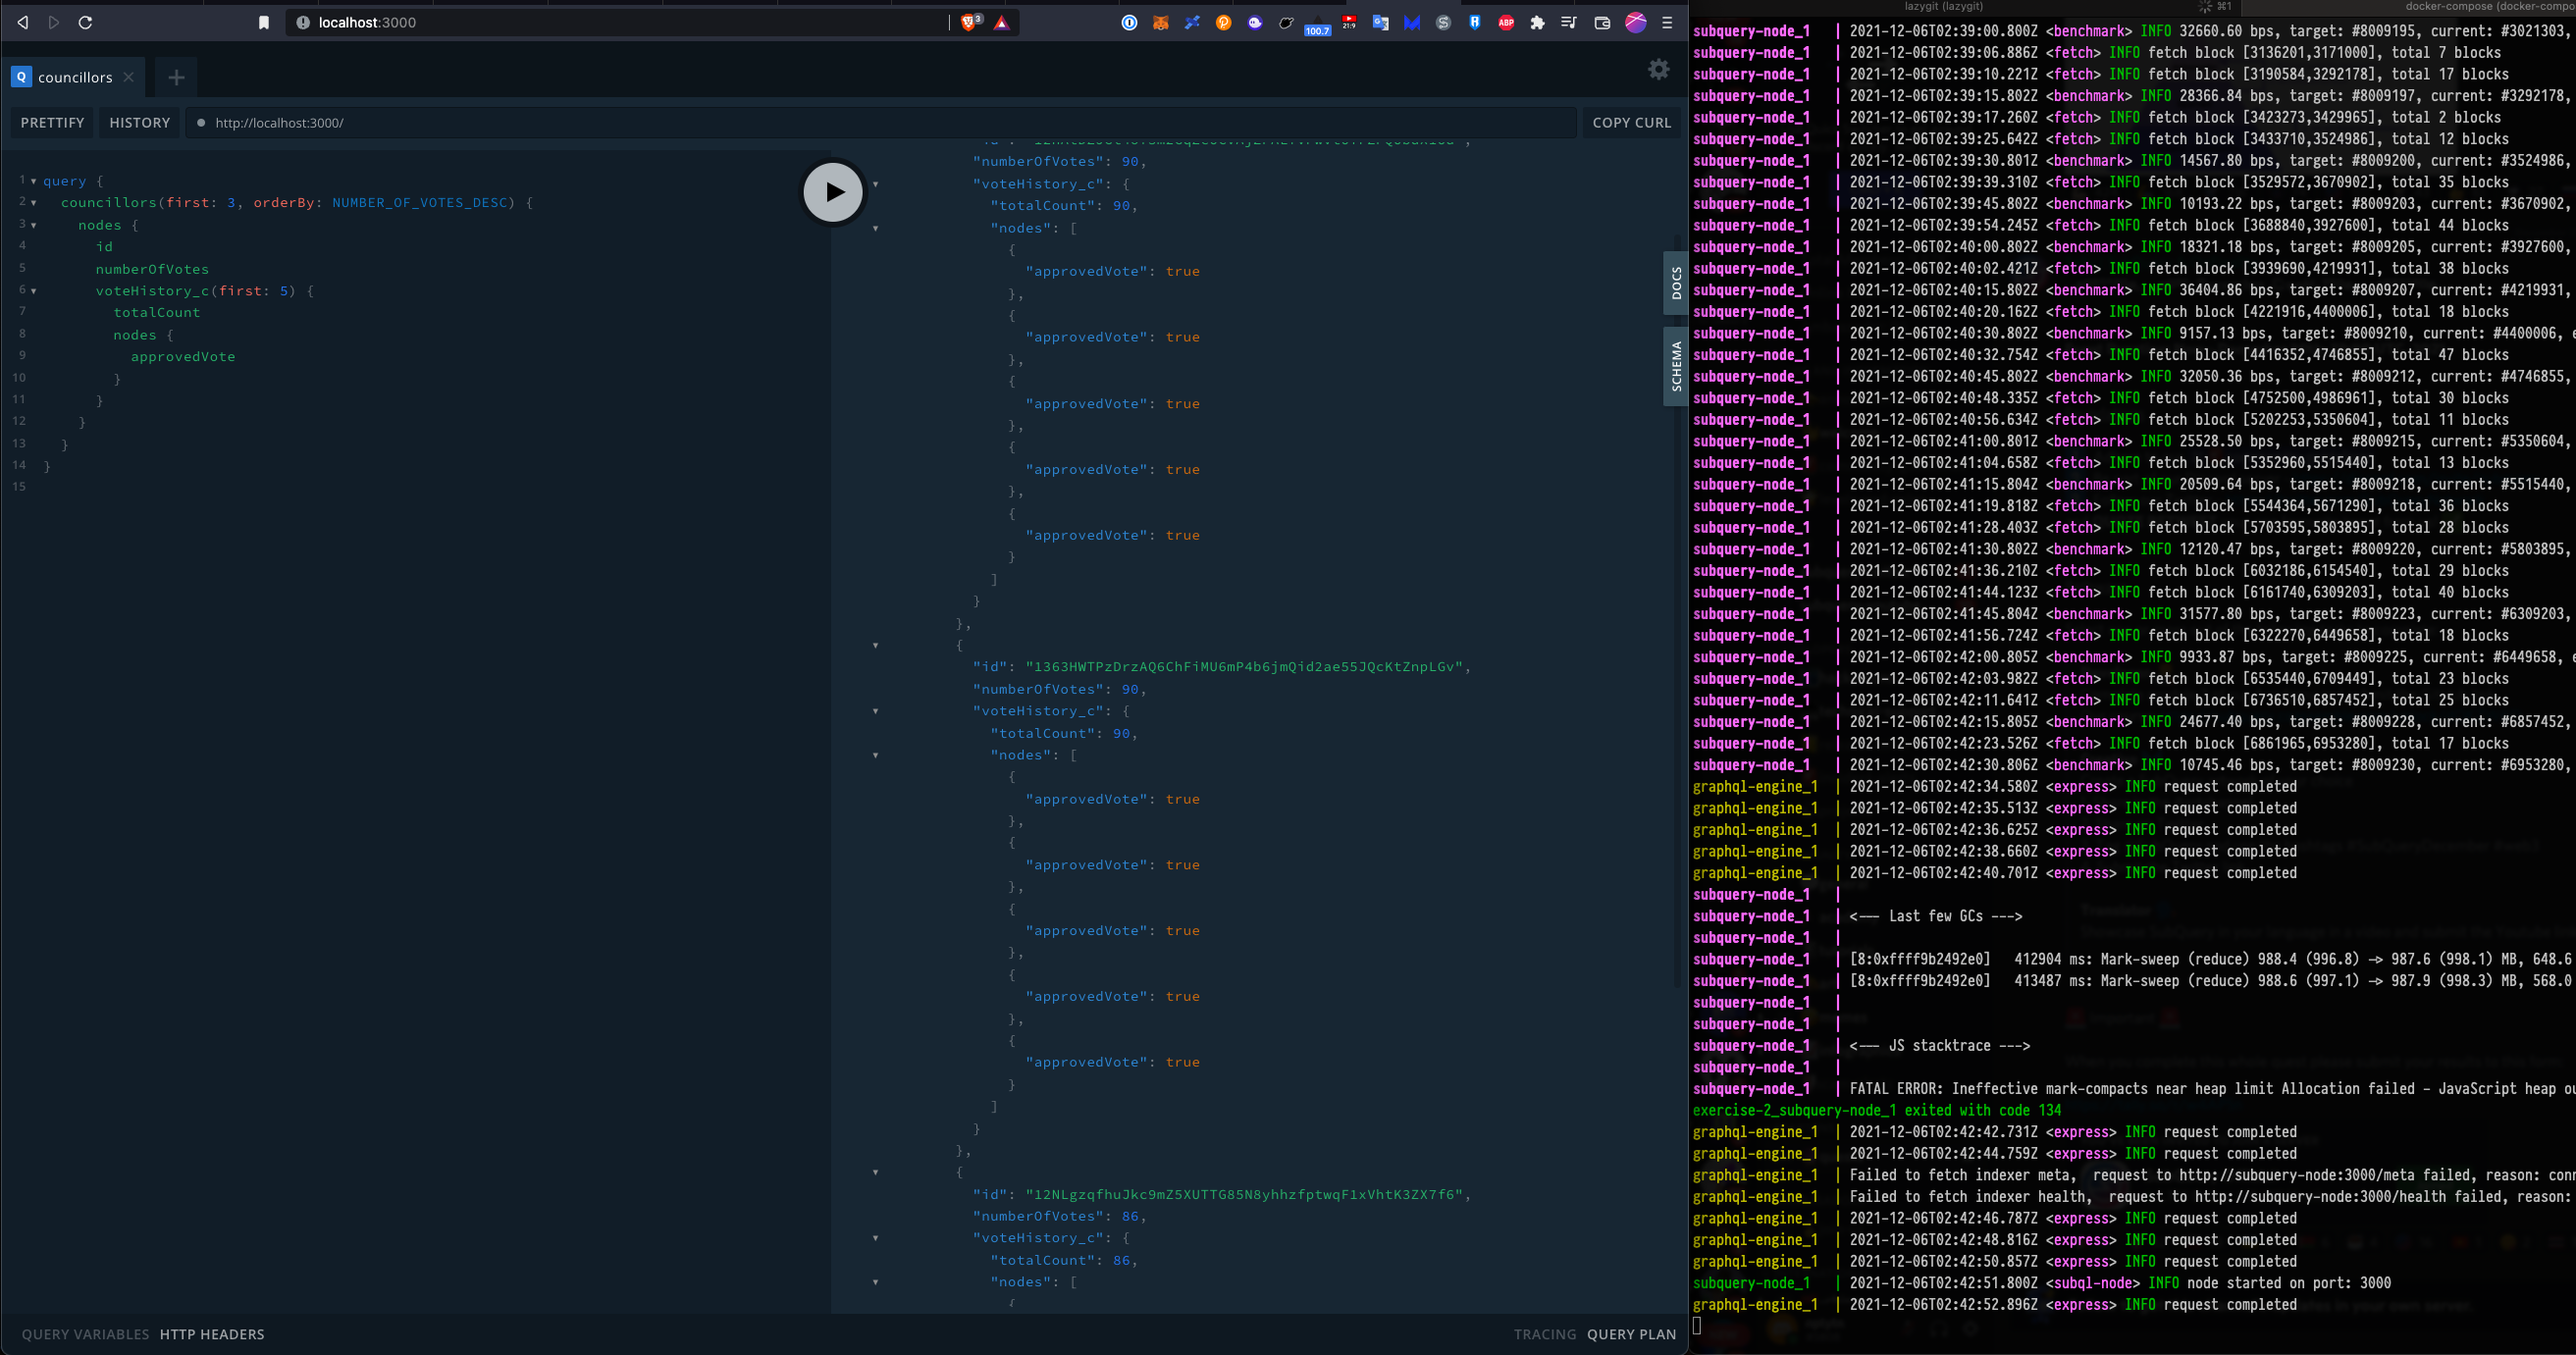 lazygit (lazygit)
⌘1
docker-compose (docker-compo
localhost:3000
3
100.7
21:9
ABP
Q councillors
PRETTIFY
HISTORY
http://localhost:3000/
COPY CURL
1 query {
2 councillors(first: 3, orderBy: NUMBER_OF_VOTES_DESC) {
3 nodes {
4 id
5 numberOfVotes
6 voteHistory_c(first: 5) {
7 totalCount
8 nodes {
9 approvedVote
10 }
11 }
12 }
13 }
14 }
15
"numberOfVotes": 90,
"voteHistory_c": {
"totalCount": 90,
"nodes": [
{
"approvedVote": true
},
{
"approvedVote": true
},
{
"approvedVote": true
},
{
"approvedVote": true
},
{
"approvedVote": true
}
]
}
},
{
"id": "1363HWTPzDrzAQ6ChFiMU6mP4b6jmQid2ae55JQcKtZnpLGv",
"numberOfVotes": 90,
"voteHistory_c": {
"totalCount": 90,
"nodes": [
{
"approvedVote": true
},
{
"approvedVote": true
},
{
"approvedVote": true
},
{
"approvedVote": true
},
{
"approvedVote": true
}
]
}
},
{
"id": "12NLgzqfhuJkc9mZ5XUTTG85N8yhhzfptwqF1xVhtK3ZX7f6",
"numberOfVotes": 86,
"voteHistory_c": {
"totalCount": 86,
"nodes": [
{
DOCS
SCHEMA
QUERY VARIABLES
HTTP HEADERS
TRACING
QUERY PLAN
subquery-node_1 | 2021-12-06T02:39:00.800Z <benchmark> INFO 32660.60 bps, target: #8009195, current: #3021303,
subquery-node_1 | 2021-12-06T02:39:06.886Z <fetch> INFO fetch block [3136201,3171000], total 7 blocks
subquery-node_1 | 2021-12-06T02:39:10.221Z <fetch> INFO fetch block [3190584,3292178], total 17 blocks
subquery-node_1 | 2021-12-06T02:39:15.802Z <benchmark> INFO 28366.84 bps, target: #8009197, current: #3292178,
subquery-node_1 | 2021-12-06T02:39:17.260Z <fetch> INFO fetch block [3423273,3429965], total 2 blocks
subquery-node_1 | 2021-12-06T02:39:25.642Z <fetch> INFO fetch block [3433710,3524986], total 12 blocks
subquery-node_1 | 2021-12-06T02:39:30.801Z <benchmark> INFO 14567.80 bps, target: #8009200, current: #3524986,
subquery-node_1 | 2021-12-06T02:39:39.310Z <fetch> INFO fetch block [3529572,3670902], total 35 blocks
subquery-node_1 | 2021-12-06T02:39:45.802Z <benchmark> INFO 10193.22 bps, target: #8009203, current: #3670902,
subquery-node_1 | 2021-12-06T02:39:54.245Z <fetch> INFO fetch block [3688840,3927600], total 44 blocks
subquery-node_1 | 2021-12-06T02:40:00.802Z <benchmark> INFO 18321.18 bps, target: #8009205, current: #3927600,
subquery-node_1 | 2021-12-06T02:40:02.421Z <fetch> INFO fetch block [3939690,4219931], total 38 blocks
subquery-node_1 | 2021-12-06T02:40:15.802Z <benchmark> INFO 36404.86 bps, target: #8009207, current: #4219931,
subquery-node_1 | 2021-12-06T02:40:20.162Z <fetch> INFO fetch block [4221916,4400006], total 18 blocks
subquery-node_1 | 2021-12-06T02:40:30.802Z <benchmark> INFO 9157.13 bps, target: #8009210, current: #4400006, e
subquery-node_1 | 2021-12-06T02:40:32.754Z <fetch> INFO fetch block [4416352,4746855], total 47 blocks
subquery-node_1 | 2021-12-06T02:40:45.802Z <benchmark> INFO 32050.36 bps, target: #8009212, current: #4746855,
subquery-node_1 | 2021-12-06T02:40:48.335Z <fetch> INFO fetch block [4752500,4986961], total 30 blocks
subquery-node_1 | 2021-12-06T02:40:56.634Z <fetch> INFO fetch block [5202253,5350604], total 11 blocks
subquery-node_1 | 2021-12-06T02:41:00.801Z <benchmark> INFO 25528.50 bps, target: #8009215, current: #5350604,
subquery-node_1 | 2021-12-06T02:41:04.658Z <fetch> INFO fetch block [5352960,5515440], total 13 blocks
subquery-node_1 | 2021-12-06T02:41:15.804Z <benchmark> INFO 20509.64 bps, target: #8009218, current: #5515440,
subquery-node_1 | 2021-12-06T02:41:19.818Z <fetch> INFO fetch block [5544364,5671290], total 36 blocks
subquery-node_1 | 2021-12-06T02:41:28.403Z <fetch> INFO fetch block [5703595,5803895], total 28 blocks
subquery-node_1 | 2021-12-06T02:41:30.802Z <benchmark> INFO 12120.47 bps, target: #8009220, current: #5803895,
subquery-node_1 | 2021-12-06T02:41:36.210Z <fetch> INFO fetch block [6032186,6154540], total 29 blocks
subquery-node_1 | 2021-12-06T02:41:44.123Z <fetch> INFO fetch block [6161740,6309203], total 40 blocks
subquery-node_1 | 2021-12-06T02:41:45.804Z <benchmark> INFO 31577.80 bps, target: #8009223, current: #6309203,
subquery-node_1 | 2021-12-06T02:41:56.724Z <fetch> INFO fetch block [6322270,6449658], total 18 blocks
subquery-node_1 | 2021-12-06T02:42:00.805Z <benchmark> INFO 9933.87 bps, target: #8009225, current: #6449658, e
subquery-node_1 | 2021-12-06T02:42:03.982Z <fetch> INFO fetch block [6535440,6709449], total 23 blocks
subquery-node_1 | 2021-12-06T02:42:11.641Z <fetch> INFO fetch block [6736510,6857452], total 25 blocks
subquery-node_1 | 2021-12-06T02:42:15.805Z <benchmark> INFO 24677.40 bps, target: #8009228, current: #6857452,
subquery-node_1 | 2021-12-06T02:42:23.526Z <fetch> INFO fetch block [6861965,6953280], total 17 blocks
subquery-node_1 | 2021-12-06T02:42:30.806Z <benchmark> INFO 10745.46 bps, target: #8009230, current: #6953280,
graphql-engine_1 | 2021-12-06T02:42:34.580Z <express> INFO request completed
graphql-engine_1 | 2021-12-06T02:42:35.513Z <express> INFO request completed
graphql-engine_1 | 2021-12-06T02:42:36.625Z <express> INFO request completed
graphql-engine_1 | 2021-12-06T02:42:38.660Z <express> INFO request completed
graphql-engine_1 | 2021-12-06T02:42:40.701Z <express> INFO request completed
subquery-node_1 |
subquery-node_1 | <--- Last few GCs --->
subquery-node_1 |
subquery-node_1 | [8:0xffff9b2492e0] 412904 ms: Mark-sweep (reduce) 988.4 (996.8) -> 987.6 (998.1) MB, 648.6
subquery-node_1 | [8:0xffff9b2492e0] 413487 ms: Mark-sweep (reduce) 988.6 (997.1) -> 987.9 (998.3) MB, 568.0
subquery-node_1 |
subquery-node_1 |
subquery-node_1 | <--- JS stacktrace --->
subquery-node_1 |
subquery-node_1 | FATAL ERROR: Ineffective mark-compacts near heap limit Allocation failed - JavaScript heap ou
exercise-2_subquery-node_1 exited with code 134
graphql-engine_1 | 2021-12-06T02:42:42.731Z <express> INFO request completed
graphql-engine_1 | 2021-12-06T02:42:44.759Z <express> INFO request completed
graphql-engine_1 | Failed to fetch indexer meta, request to http://subquery-node:3000/meta failed, reason: conn
graphql-engine_1 | Failed to fetch indexer health, request to http://subquery-node:3000/health failed, reason:
graphql-engine_1 | 2021-12-06T02:42:46.787Z <express> INFO request completed
graphql-engine_1 | 2021-12-06T02:42:48.816Z <express> INFO request completed
graphql-engine_1 | 2021-12-06T02:42:50.857Z <express> INFO request completed
subquery-node_1 | 2021-12-06T02:42:51.800Z <subql-node> INFO node started on port: 3000
graphql-engine_1 | 2021-12-06T02:42:52.896Z <express> INFO request completed